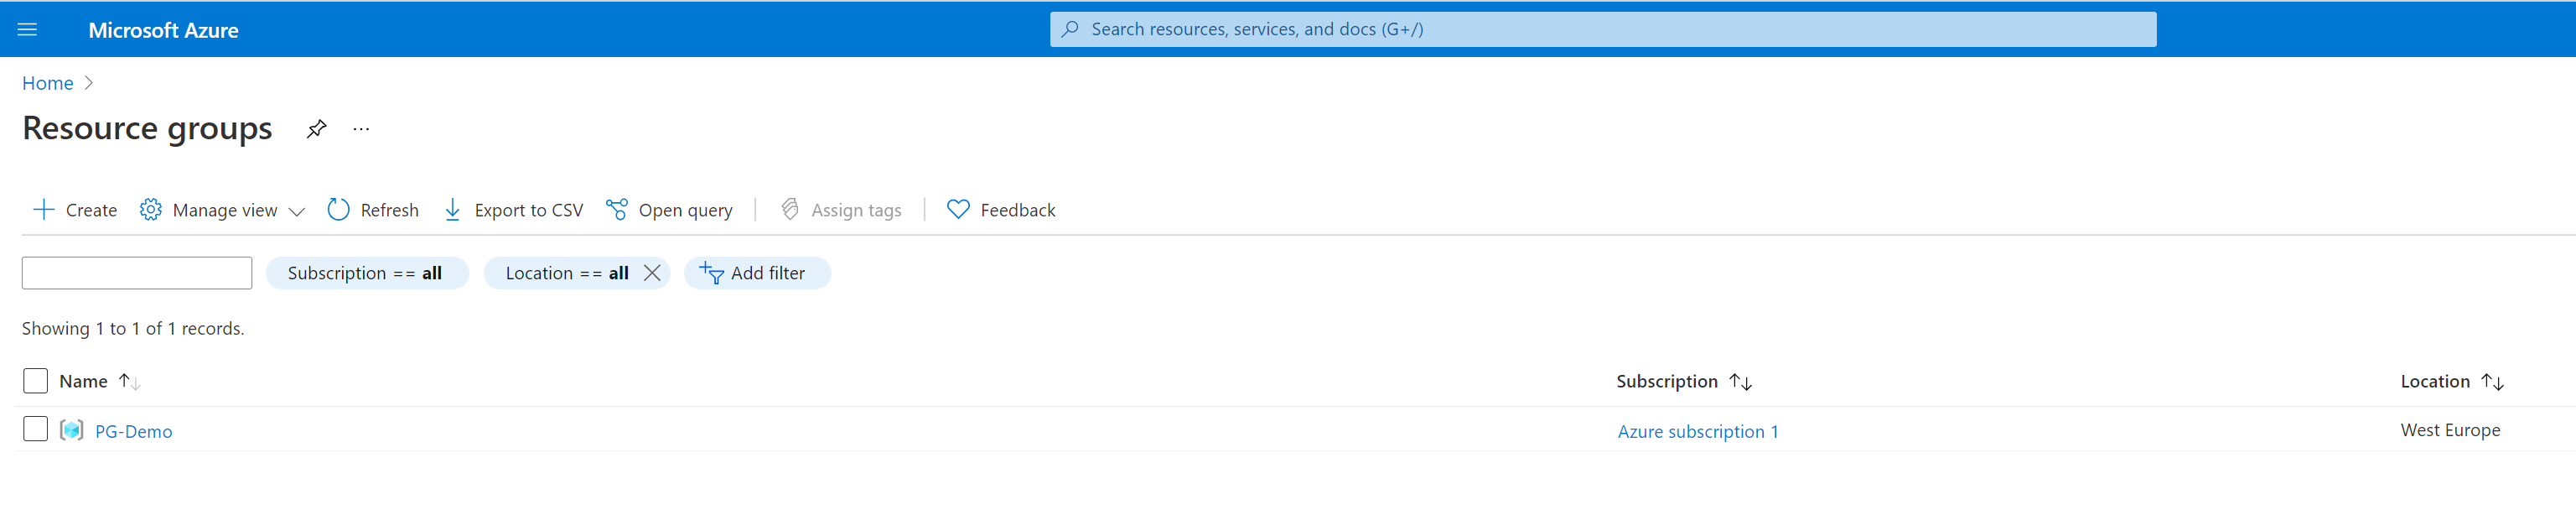 Microsoft Azure
Search resources, services, and docs (G+/)
Home
Resource groups
Create Manage view Refresh Export to CSV Open query Assign tags Feedback
Subscription == all Location == all Add filter
Showing 1 to 1 of 1 records.
Name Subscription Location
PG-Demo Azure subscription 1 West Europe